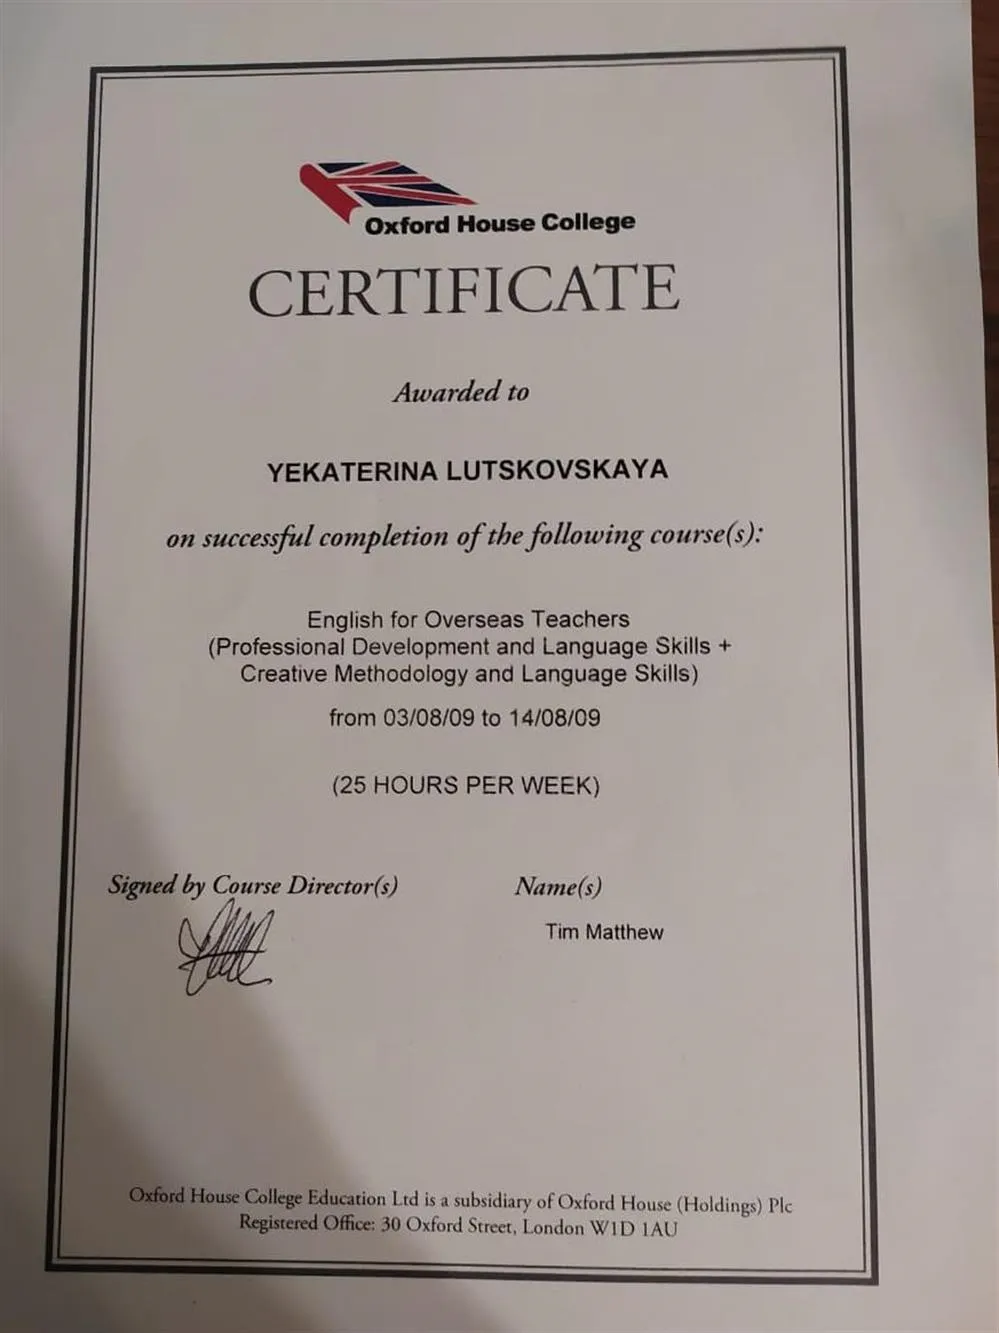 Oxford House College
CERTIFICATE
Awarded to
YEKATERINA LUTSKOVSKAYA
on successful completion of the following course(s):
English for Overseas Teachers
(Professional Development and Language Skills +
Creative Methodology and Language Skills)
from 03/08/09 to 14/08/09
(25 HOURS PER WEEK)
Signed by Course Director(s)
Name(s)
Tim Matthew
Oxford House College Education Ltd is a subsidiary of Oxford House (Holdings) Plc
Registered Office: 30 Oxford Street, London W1D 1AU